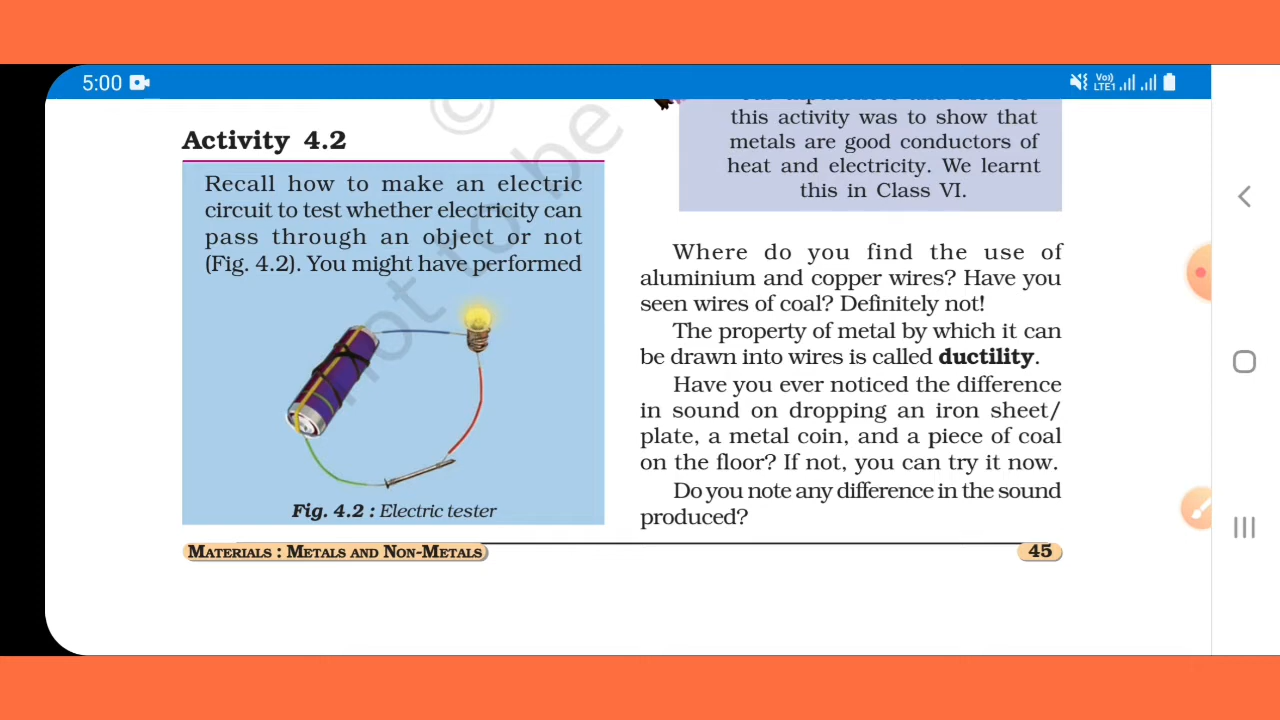 5:00
Vo)
LTE1
Activity 4.2
Recall how to make an electric
circuit to test whether electricity can
pass through an object or not
(Fig. 4.2). You might have performed
Fig. 4.2 : Electric tester
this activity was to show that
metals are good conductors of
heat and electricity. We learnt
this in Class VI.
Where do you find the use of
aluminium and copper wires? Have you
seen wires of coal? Definitely not!
The property of metal by which it can
be drawn into wires is called ductility.
Have you ever noticed the difference
in sound on dropping an iron sheet/
plate, a metal coin, and a piece of coal
on the floor? If not, you can try it now.
Do you note any difference in the sound
produced?
MATERIALS : METALS AND NON-METALS
45
©
not to be